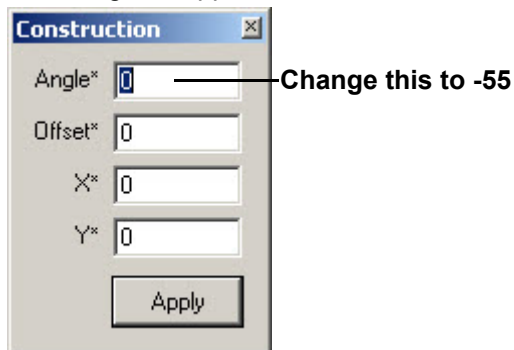 Construction
Angle* 0 Change this to -55
Offset* 0
X* 0
Y* 0
Apply